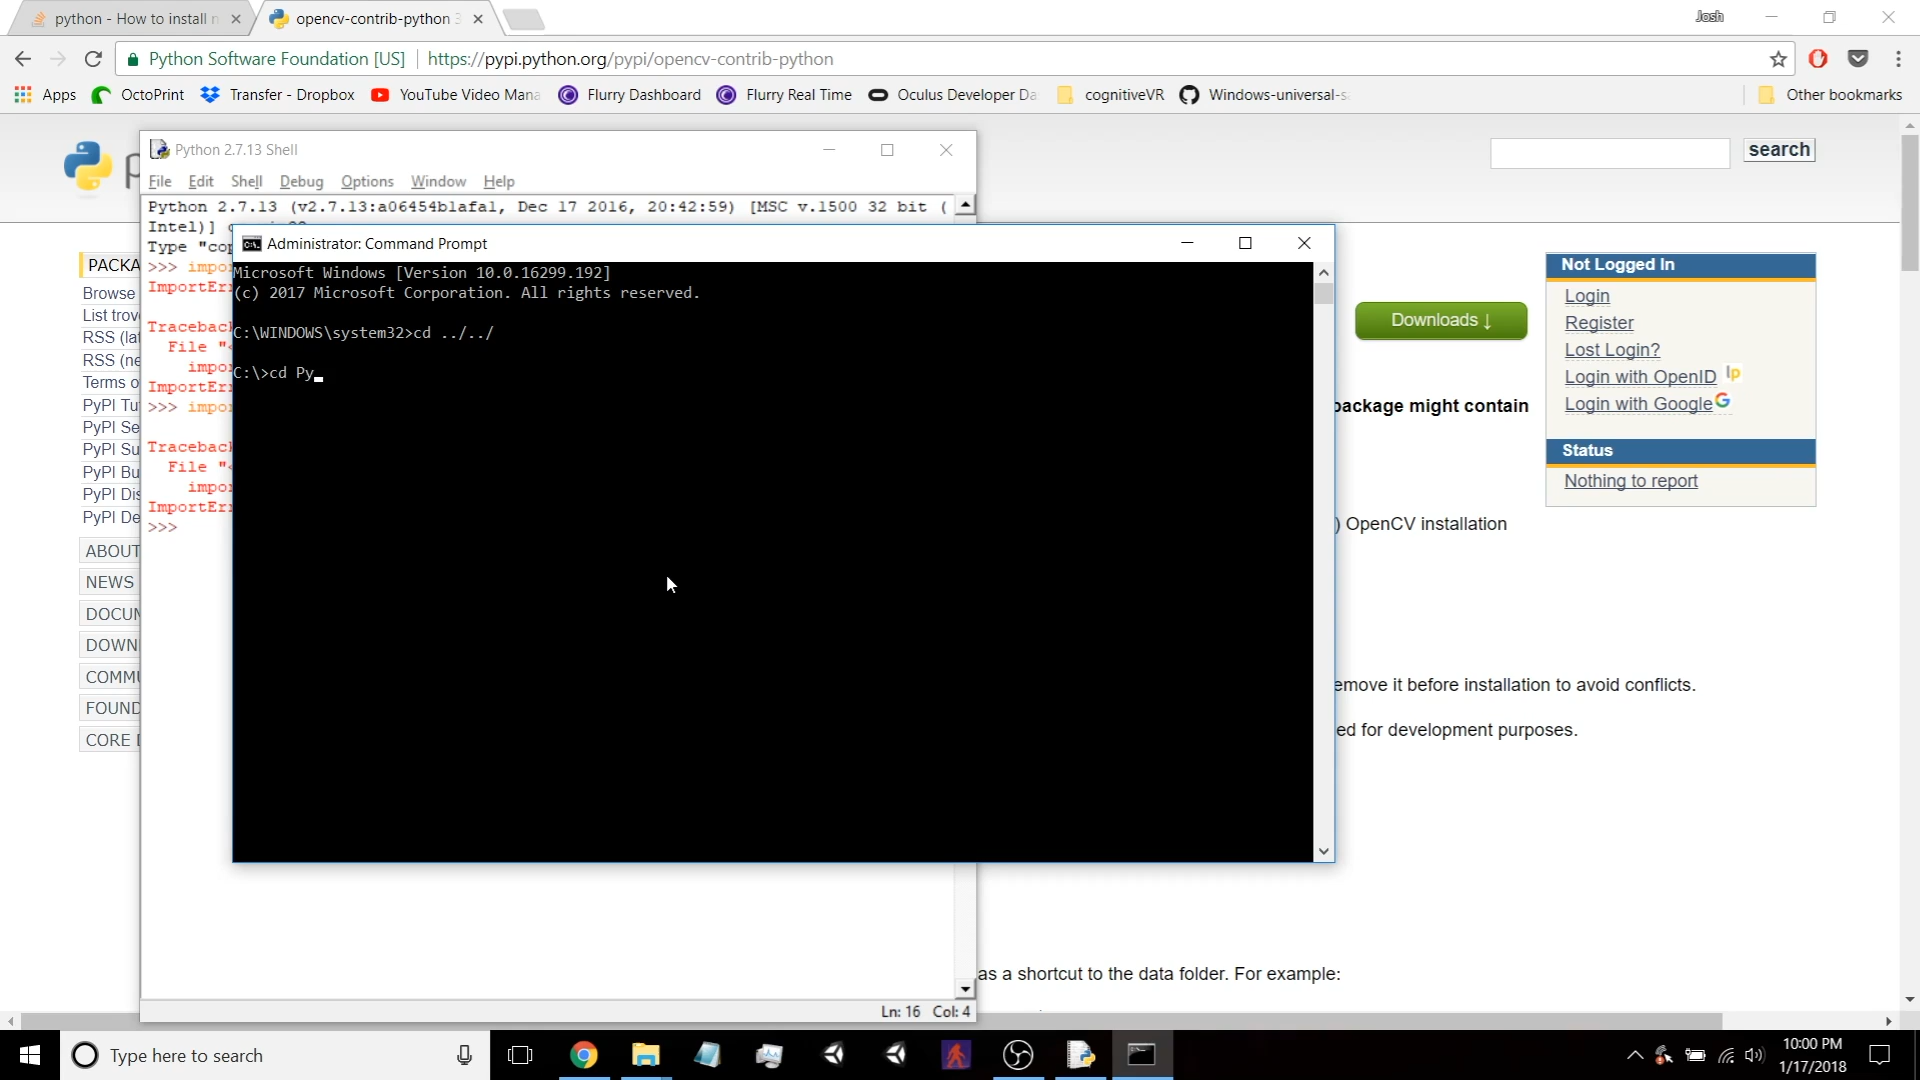 python - How to install n
opencv-contrib-python 3
Josh
Python Software Foundation [US]
https://pypi.python.org/pypi/opencv-contrib-python
Apps
OctoPrint
Transfer - Dropbox
YouTube Video Mana
Flurry Dashboard
Flurry Real Time
Oculus Developer Da
cognitiveVR
Windows-universal-s
Other bookmarks
search
Python 2.7.13 Shell
File Edit Shell Debug Options Window Help
Python 2.7.13 (v2.7.13:a06454b1afa1, Dec 17 2016, 20:42:59) [MSC v.1500 32 bit (
Intel)]
Type "cop
>>> impo
ImportEr
Traceback
File "<
impo
ImportEr
>>> impo
Traceback
File "<
impo
ImportEr
>>>
Ln: 16 Col: 4
Administrator: Command Prompt
Microsoft Windows [Version 10.0.16299.192]
(c) 2017 Microsoft Corporation. All rights reserved.
C:\WINDOWS\system32>cd ../../
C:\>cd Py_
PACKA
Browse
List trov
RSS (la
RSS (ne
Terms o
PyPI Tu
PyPI Se
PyPI Su
PyPI Bu
PyPI Dis
PyPI De
ABOUT
NEWS
DOCUM
DOWN
COMMU
FOUND
CORE D
Downloads ↓
package might contain
) OpenCV installation
emove it before installation to avoid conflicts.
ed for development purposes.
as a shortcut to the data folder. For example:
Not Logged In
Login
Register
Lost Login?
Login with OpenID
Login with Google
Status
Nothing to report
Type here to search
10:00 PM
1/17/2018